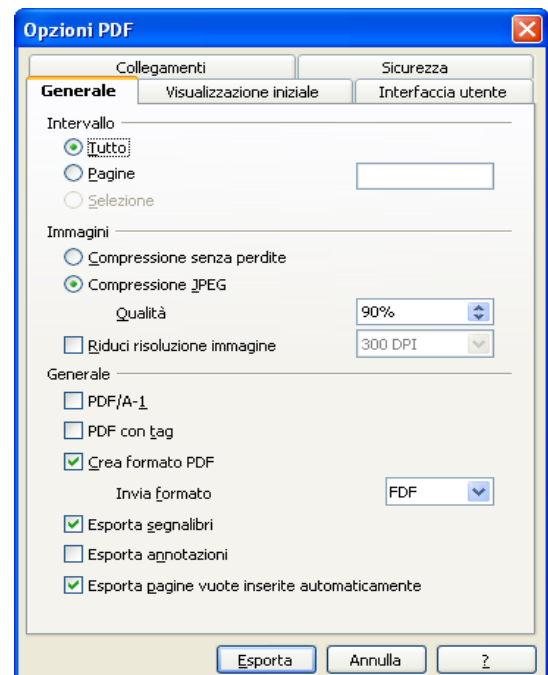 Opzioni PDF
Collegamenti Sicurezza
Generale Visualizzazione iniziale Interfaccia utente
Intervallo
Tutto
Pagine
Selezione
Immagini
Compressione senza perdite
Compressione JPEG
Qualità 90%
Riduci risoluzione immagine 300 DPI
Generale
PDF/A-1
PDF con tag
Crea formato PDF
Invia formato FDF
Esporta segnalibri
Esporta annotazioni
Esporta pagine vuote inserite automaticamente
Esporta Annulla ?